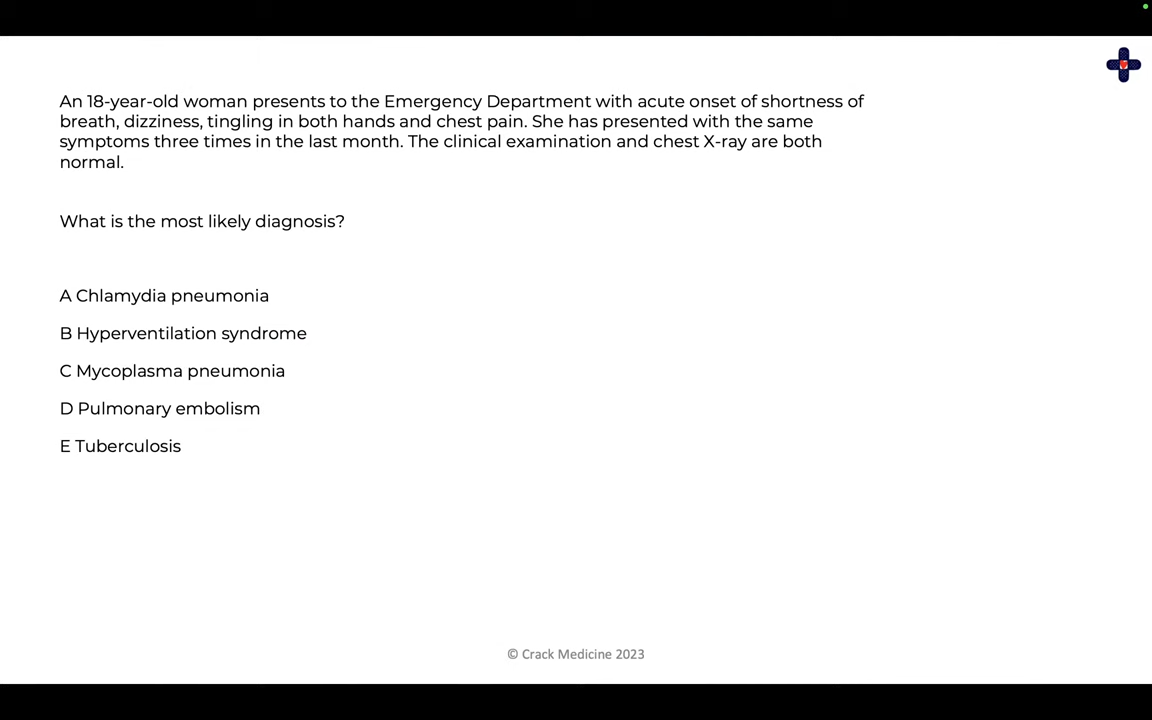 An 18-year-old woman presents to the Emergency Department with acute onset of shortness of
breath, dizziness, tingling in both hands and chest pain. She has presented with the same
symptoms three times in the last month. The clinical examination and chest X-ray are both
normal.
What is the most likely diagnosis?
A Chlamydia pneumonia
B Hyperventilation syndrome
C Mycoplasma pneumonia
D Pulmonary embolism
E Tuberculosis
© Crack Medicine 2023